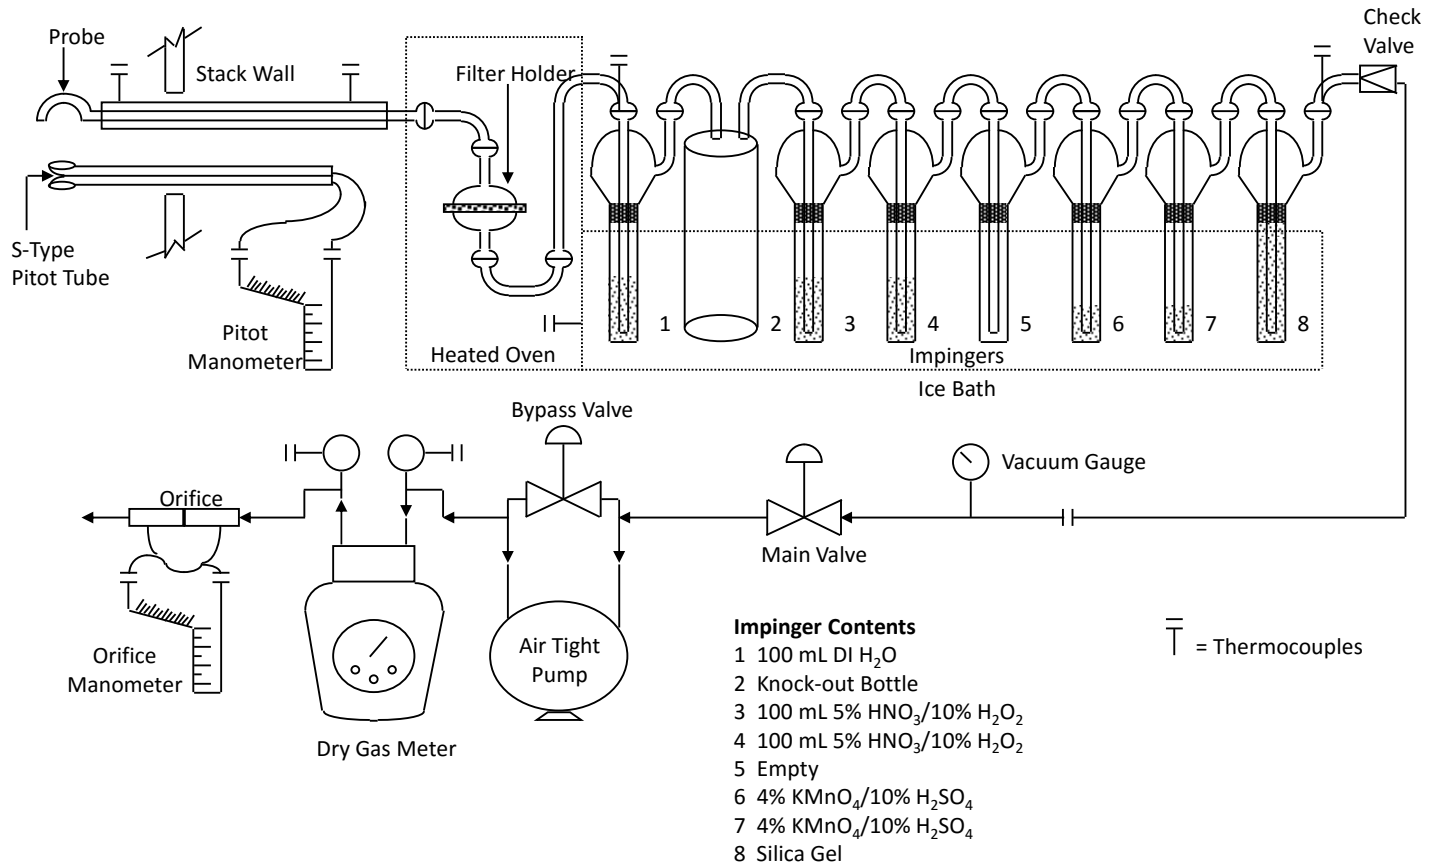 Check
Valve
Probe
Stack Wall
Filter Holder
S-Type
Pitot Tube
Pitot
Manometer
Heated Oven
1
2
3
4
5
6
7
8
Impingers
Ice Bath
Bypass Valve
Vacuum Gauge
Orifice
Main Valve
Orifice
Manometer
Air Tight
Pump
Dry Gas Meter
Impinger Contents
1 100 mL DI H₂O
2 Knock-out Bottle
3 100 mL 5% HNO₃/10% H₂O₂
4 100 mL 5% HNO₃/10% H₂O₂
5 Empty
6 4% KMnO₄/10% H₂SO₄
7 4% KMnO₄/10% H₂SO₄
8 Silica Gel
= Thermocouples